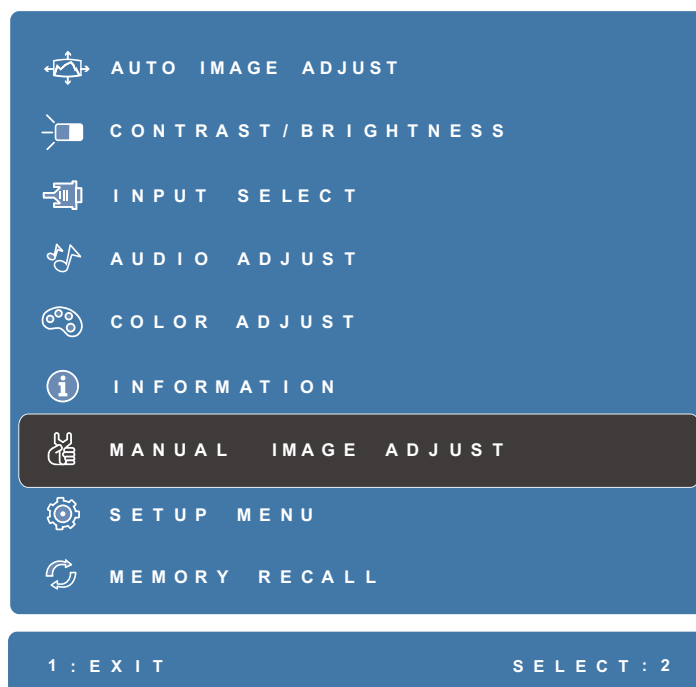 AUTO IMAGE ADJUST
CONTRAST/BRIGHTNESS
INPUT SELECT
AUDIO ADJUST
COLOR ADJUST
INFORMATION
MANUAL IMAGE ADJUST
SETUP MENU
MEMORY RECALL
1:EXIT SELECT:2